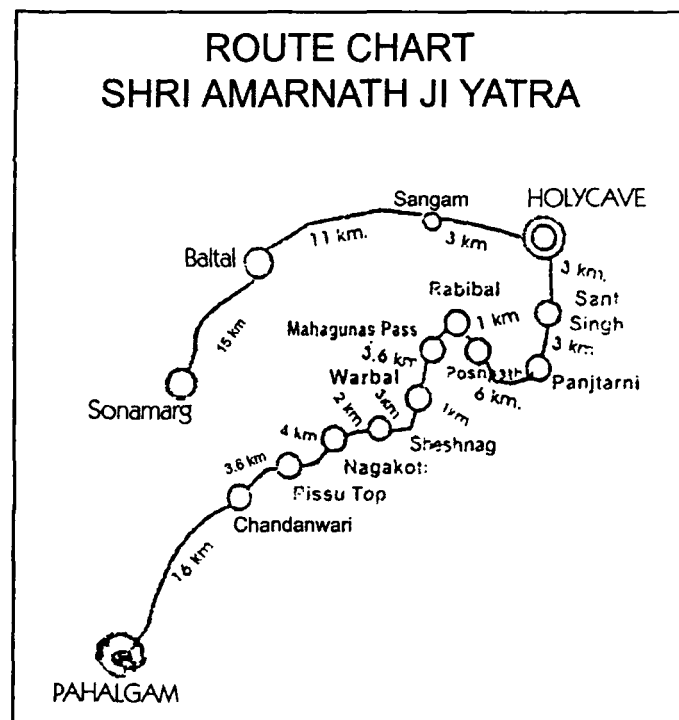 ROUTE CHART
SHRI AMARNATH JI YATRA
Sangam
HOLYCAVE
11 km.
3 km
Baltal
3 km.
Rabibal
Sant
Singh
1 km
15 km
Mahagunas Pass
3 km.
3.6 km
Panjtarni
Warbal
6 km.
Sonamarg
3km
2 km
1km
4 km
Sheshnag
3.6 km
Nagakoti
Pissu Top
Chandanwari
16 km
PAHALGAM